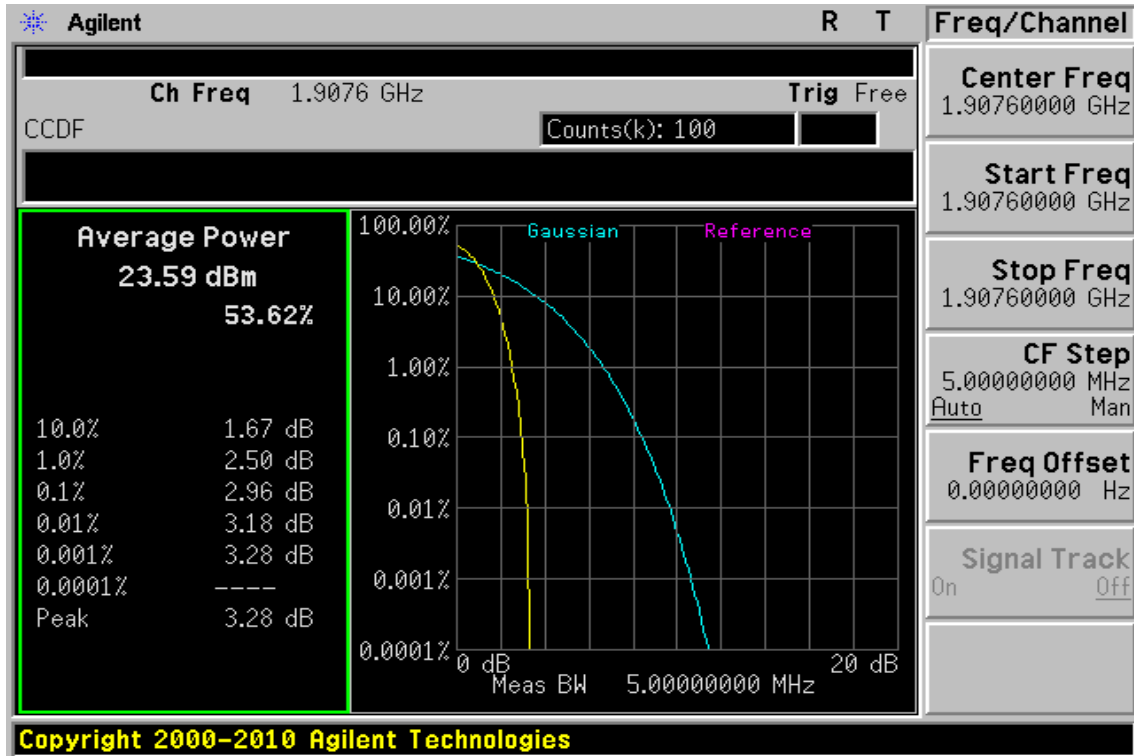 Agilent R T Freq/Channel
Ch Freq 1.9076 GHz Trig Free
CCDF Counts(k): 100
Center Freq
1.90760000 GHz
Start Freq
1.90760000 GHz
Stop Freq
1.90760000 GHz
CF Step
5.00000000 MHz
Auto Man
Freq Offset
0.00000000 Hz
Signal Track
On Off
Average Power
23.59 dBm
53.62%
10.0% 1.67 dB
1.0% 2.50 dB
0.1% 2.96 dB
0.01% 3.18 dB
0.001% 3.28 dB
0.0001% ----
Peak 3.28 dB
Gaussian Reference
100.00%
10.00%
1.00%
0.10%
0.01%
0.001%
0.0001%
0 dB 20 dB
Meas BW 5.00000000 MHz
Copyright 2000-2010 Agilent Technologies